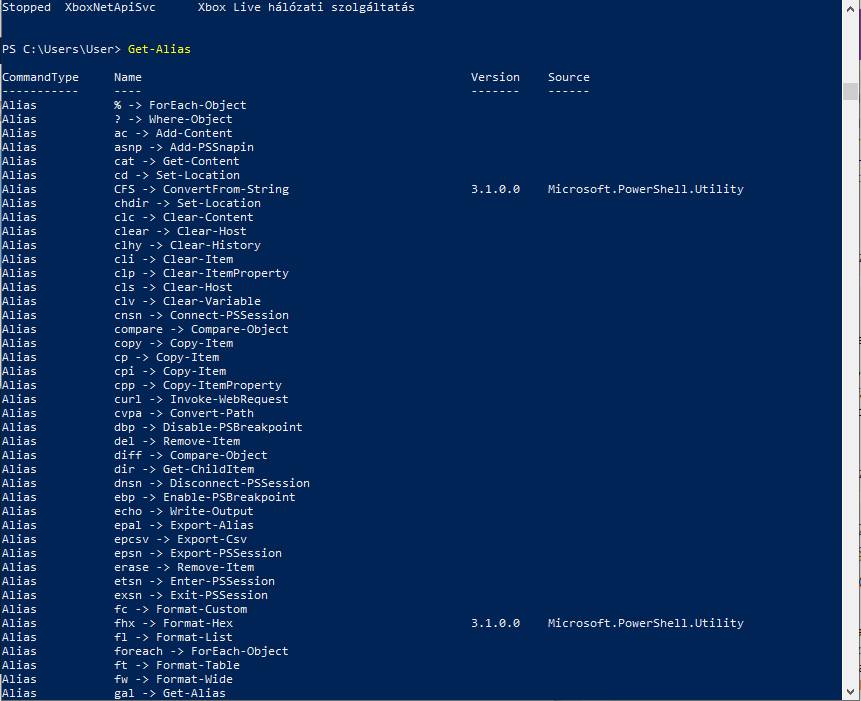 Stopped  XboxNetApiSvc      Xbox Live hálózati szolgáltatás
PS C:\Users\User> Get-Alias
CommandType     Name                                               Version    Source
-----------     ----                                               -------    ------
Alias           % -> ForEach-Object
Alias           ? -> Where-Object
Alias           ac -> Add-Content
Alias           asnp -> Add-PSSnapin
Alias           cat -> Get-Content
Alias           cd -> Set-Location
Alias           CFS -> ConvertFrom-String                          3.1.0.0    Microsoft.PowerShell.Utility
Alias           chdir -> Set-Location
Alias           clc -> Clear-Content
Alias           clear -> Clear-Host
Alias           clhy -> Clear-History
Alias           cli -> Clear-Item
Alias           clp -> Clear-ItemProperty
Alias           cls -> Clear-Host
Alias           clv -> Clear-Variable
Alias           cnsn -> Connect-PSSession
Alias           compare -> Compare-Object
Alias           copy -> Copy-Item
Alias           cp -> Copy-Item
Alias           cpi -> Copy-Item
Alias           cpp -> Copy-ItemProperty
Alias           curl -> Invoke-WebRequest
Alias           cvpa -> Convert-Path
Alias           dbp -> Disable-PSBreakpoint
Alias           del -> Remove-Item
Alias           diff -> Compare-Object
Alias           dir -> Get-ChildItem
Alias           dnsn -> Disconnect-PSSession
Alias           ebp -> Enable-PSBreakpoint
Alias           echo -> Write-Output
Alias           epal -> Export-Alias
Alias           epcsv -> Export-Csv
Alias           epsn -> Export-PSSession
Alias           erase -> Remove-Item
Alias           etsn -> Enter-PSSession
Alias           exsn -> Exit-PSSession
Alias           fc -> Format-Custom
Alias           fhx -> Format-Hex                                  3.1.0.0    Microsoft.PowerShell.Utility
Alias           fl -> Format-List
Alias           foreach -> ForEach-Object
Alias           ft -> Format-Table
Alias           fw -> Format-Wide
Alias           gal -> Get-Alias